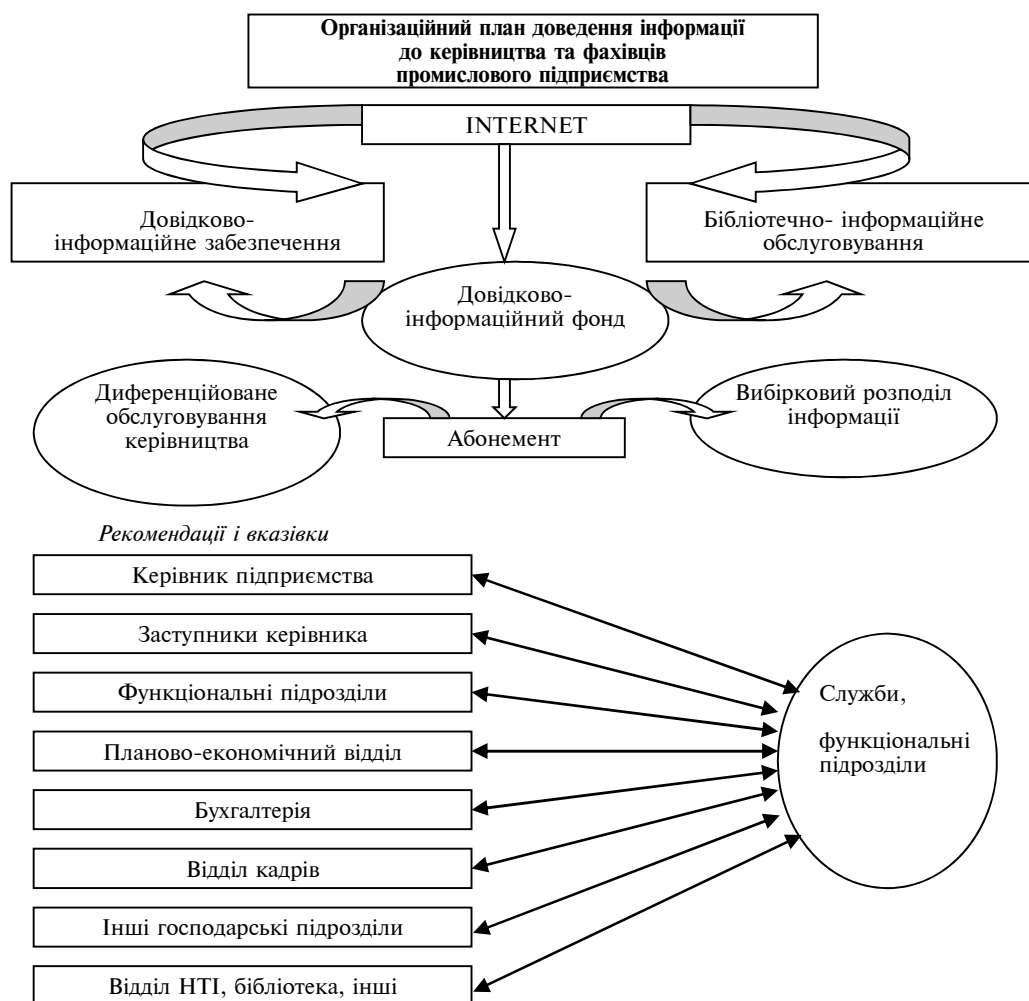 Організаційний план доведення інформації
до керівництва та фахівців
промислового підприємства
INTERNET
Довідково-
інформаційне забезпечення
Бібліотечно- інформаційне
обслуговування
Довідково-
інформаційний фонд
Диференційоване
обслуговування
керівництва
Абонемент
Вибірковий розподіл
інформації
Рекомендації і вказівки
Керівник підприємства
Заступники керівника
Функціональні підрозділи
Планово-економічний відділ
Бухгалтерія
Відділ кадрів
Інші господарські підрозділи
Відділ НТІ, бібліотека, інші
Служби,
функціональні
підрозділи